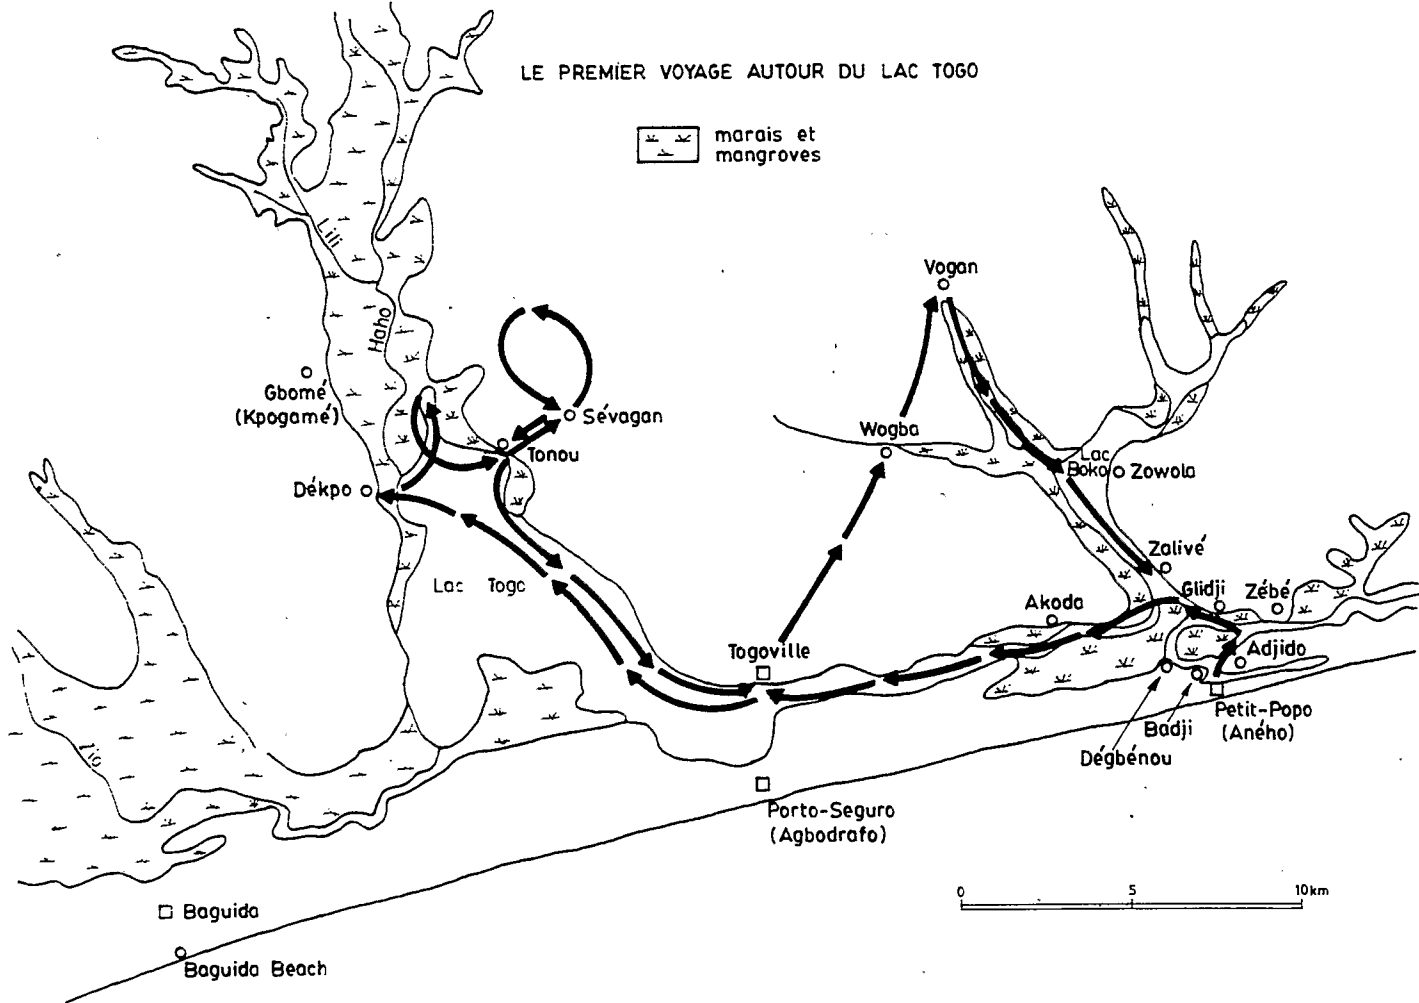 LE PREMIER VOYAGE AUTOUR DU LAC TOGO
marais et
mangroves
Lili
Haho
Vogan
Gbomé
(Kpogamé)
Sévagan
Wogba
Tonou
Lac
Boko
Zowola
Dékpo
Zalivé
Lac Togo
Glidji
Zébé
Akoda
Togoville
Adjido
Petit-Popo
(Aného)
Badji
Dégbénou
Zio
Porto-Seguro
(Agbodrafo)
0 5 10 km
Baguida
Baguida Beach